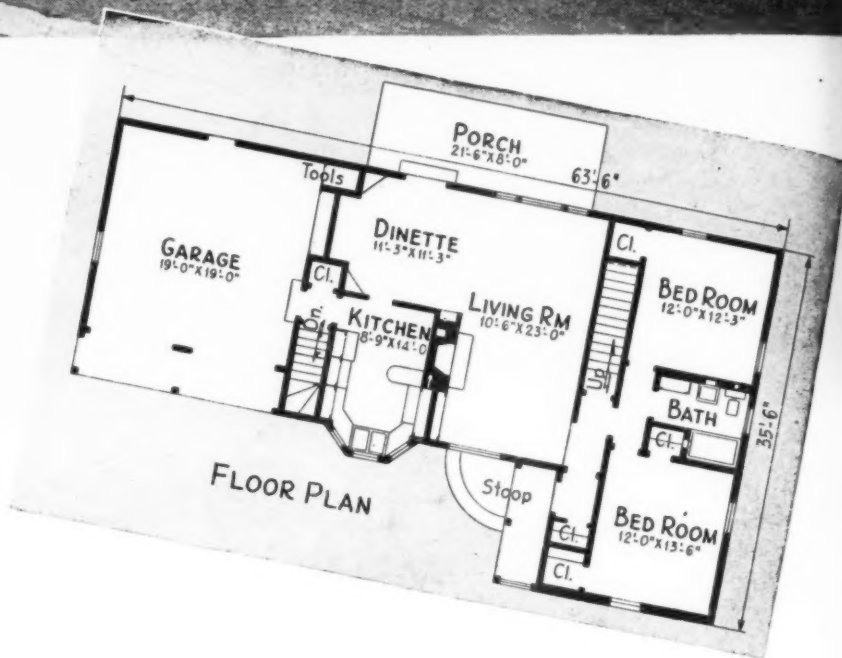 PORCH
21'-6"X8'-0"
63'-6"
Tools
GARAGE
19'-0"X19'-0"
DINETTE
11'-3"X11'-3"
Cl.
Cl.
BED ROOM
12'-0"X12'-3"
LIVING RM
10'-6"X23'-0"
Dn.
KITCHEN
8'-9"X14'-0
Up
BATH
Cl.
35'-6"
FLOOR PLAN
Stoop
BED ROOM
12'-0"X13'-6"
Cl.
Cl.